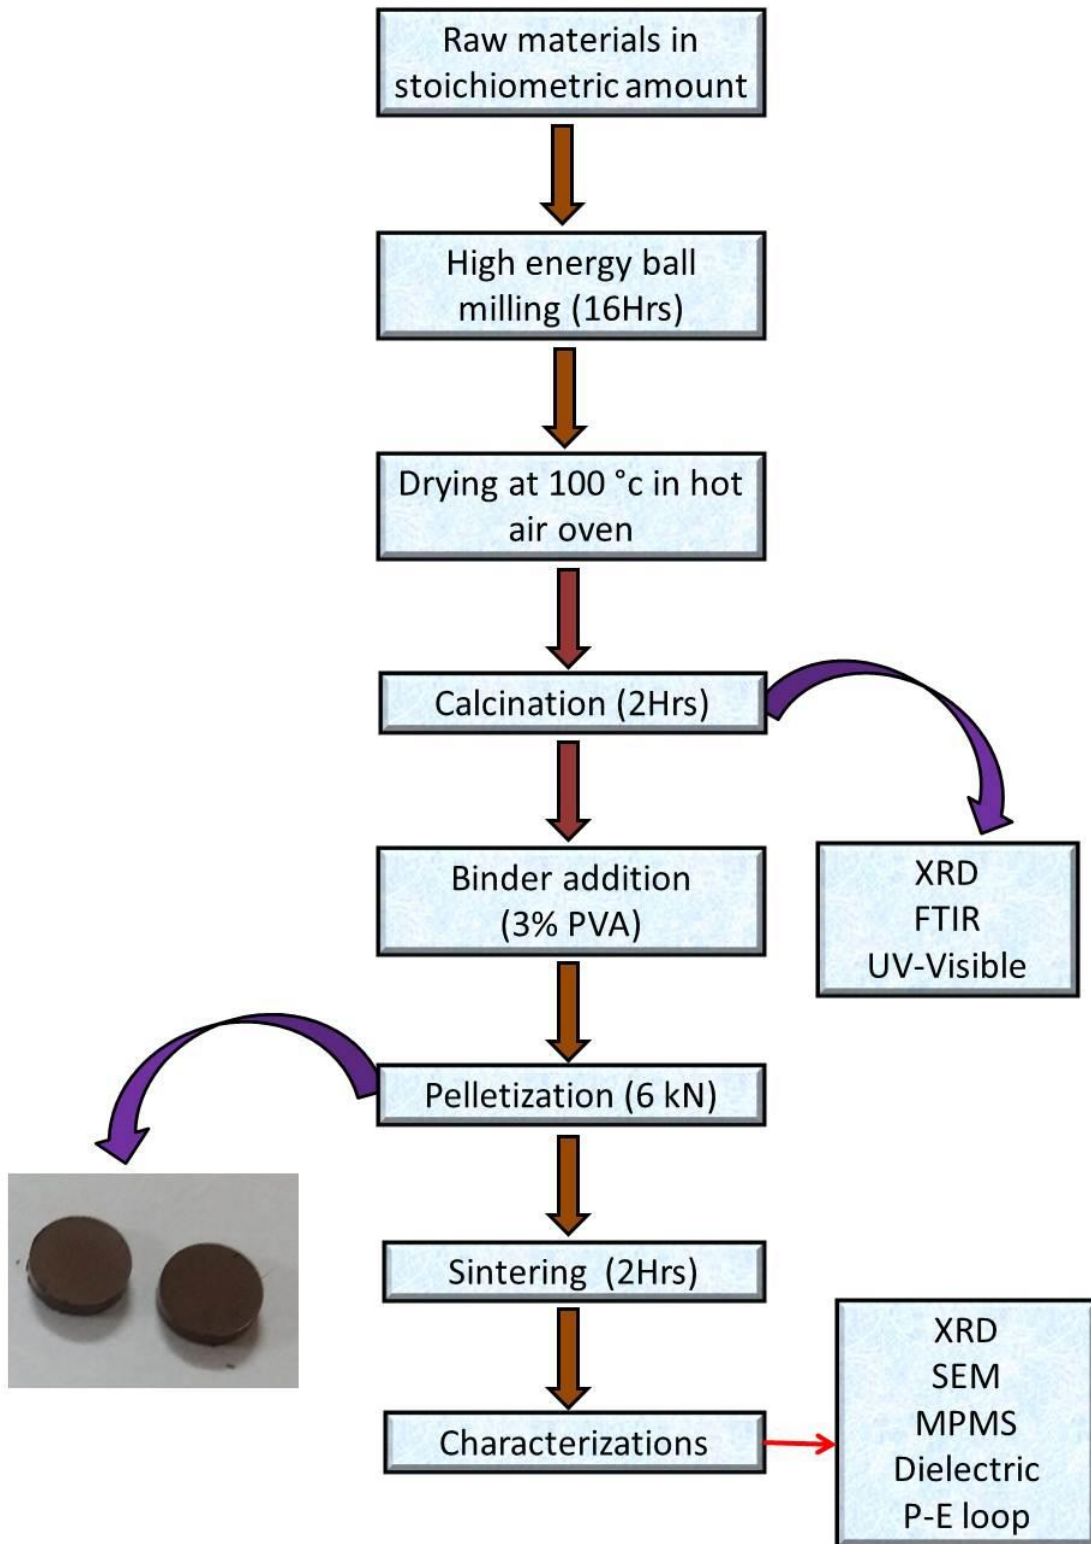 Raw materials in
stoichiometric amount
High energy ball
milling (16Hrs)
Drying at 100 °c in hot
air oven
Calcination (2Hrs)
XRD
FTIR
UV-Visible
Binder addition
(3% PVA)
Pelletization (6 kN)
Sintering  (2Hrs)
Characterizations
XRD
SEM
MPMS
Dielectric
P-E loop